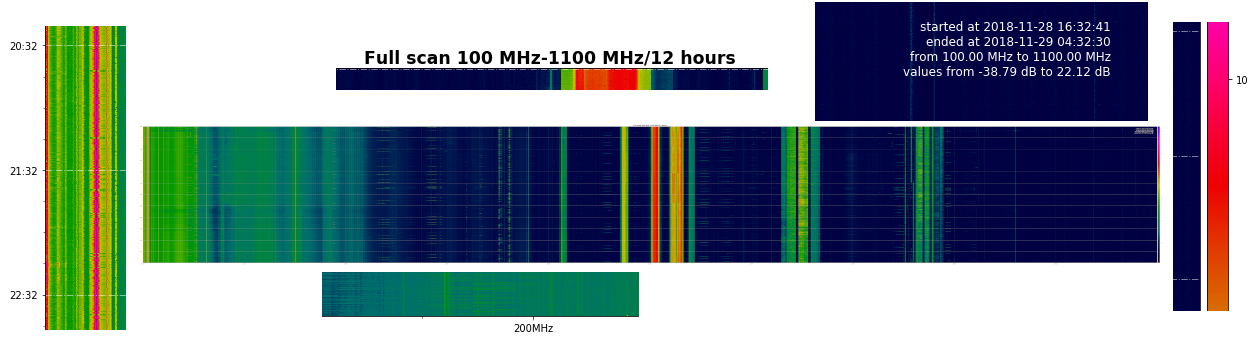 Full scan 100 MHz-1100 MHz/12 hours
started at 2018-11-28 16:32:41
ended at 2018-11-29 04:32:30
from 100.00 MHz to 1100.00 MHz
values from -38.79 dB to 22.12 dB
20:32
21:32
22:32
10
200MHz